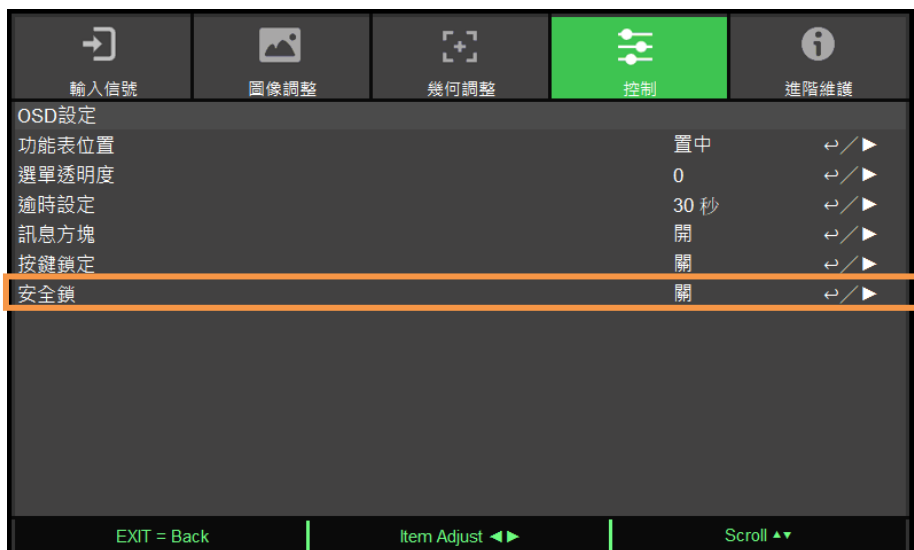 輸入信號 圖像調整 幾何調整 控制 進階維護
OSD設定
功能表位置 置中 ↩/▶
選單透明度 0 ↩/▶
逾時設定 30 秒 ↩/▶
訊息方塊 開 ↩/▶
按鍵鎖定 關 ↩/▶
安全鎖 關 ↩/▶
EXIT = Back Item Adjust ◀▶ Scroll ▲▼